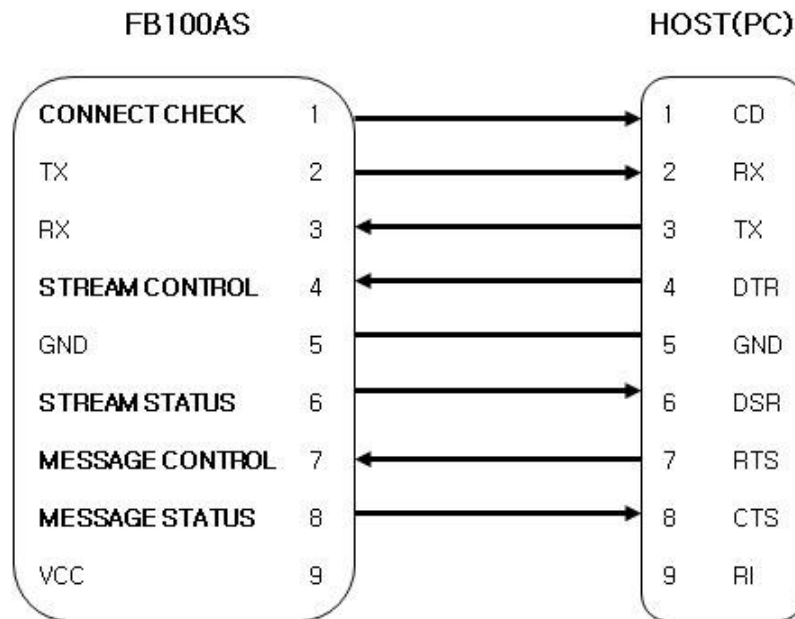 FB100AS HOST(PC)
CONNECT CHECK 1 1 CD
TX 2 2 RX
RX 3 3 TX
STREAM CONTROL 4 4 DTR
GND 5 5 GND
STREAM STATUS 6 6 DSR
MESSAGE CONTROL 7 7 RTS
MESSAGE STATUS 8 8 CTS
VCC 9 9 RI